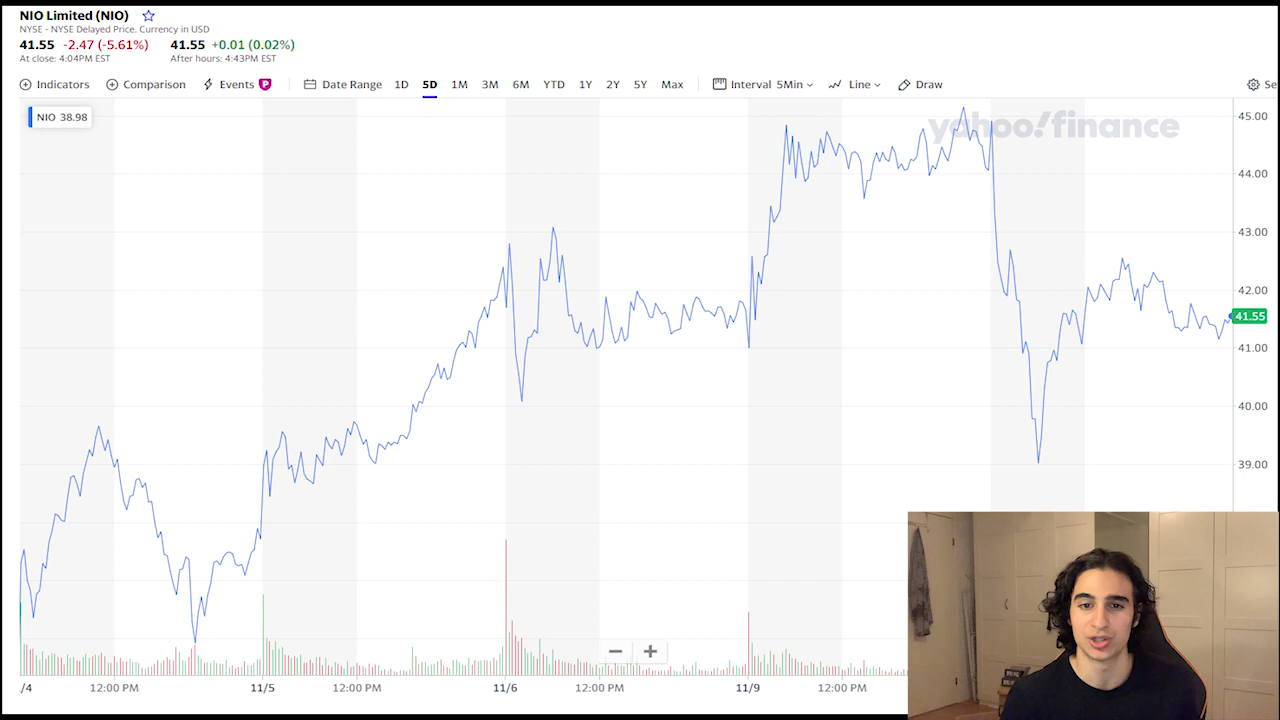 NIO Limited (NIO)
NYSE - NYSE Delayed Price. Currency in USD
41.55 -2.47 (-5.61%) 41.55 +0.01 (0.02%)
At close: 4:04PM EST After hours: 4:43PM EST
Indicators Comparison Events P Date Range 1D 5D 1M 3M 6M YTD 1Y 2Y 5Y Max Interval 5Min Line Draw Se
NIO 38.98
yahoo!finance
45.00
44.00
43.00
42.00
41.55
41.00
40.00
39.00
/4 12:00 PM 11/5 12:00 PM 11/6 12:00 PM 11/9 12:00 PM